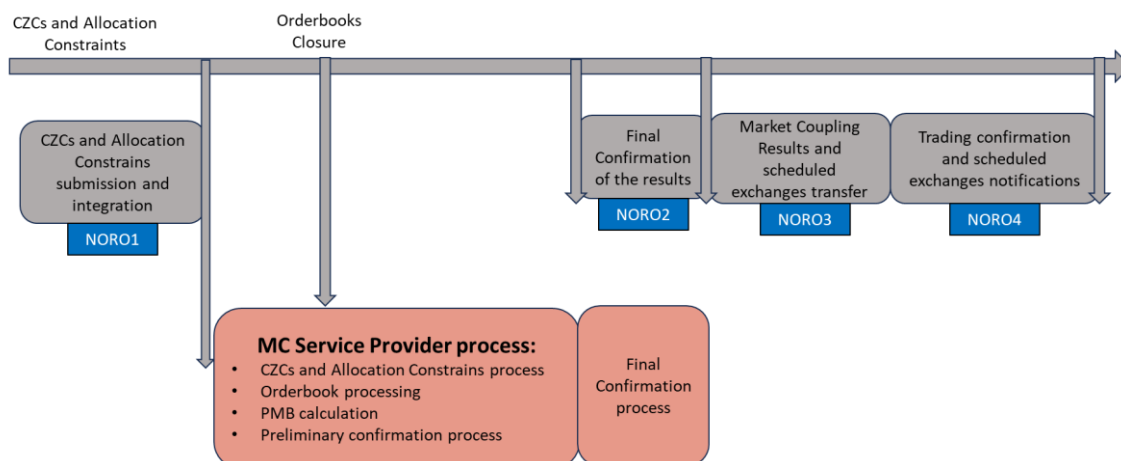 CZCs and Allocation
Constraints
Orderbooks
Closure
CZCs and Allocation
Constrains
submission and
integration
NORO1
Final
Confirmation
of the results
NORO2
Market Coupling
Results and
scheduled
exchanges transfer
NORO3
Trading confirmation
and scheduled
exchanges notifications
NORO4
MC Service Provider process:
• CZCs and Allocation Constrains process
• Orderbook processing
• PMB calculation
• Preliminary confirmation process
Final
Confirmation
process